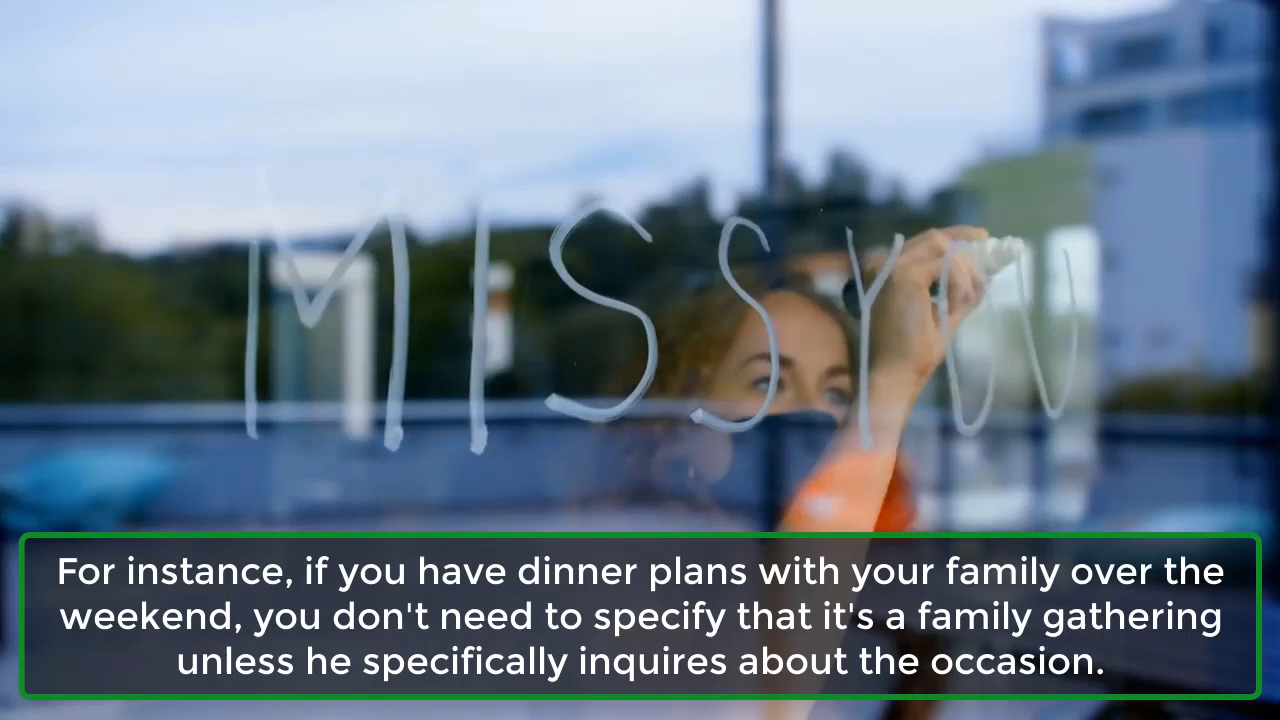 MISS YOU
For instance, if you have dinner plans with your family over the
weekend, you don't need to specify that it's a family gathering
unless he specifically inquires about the occasion.